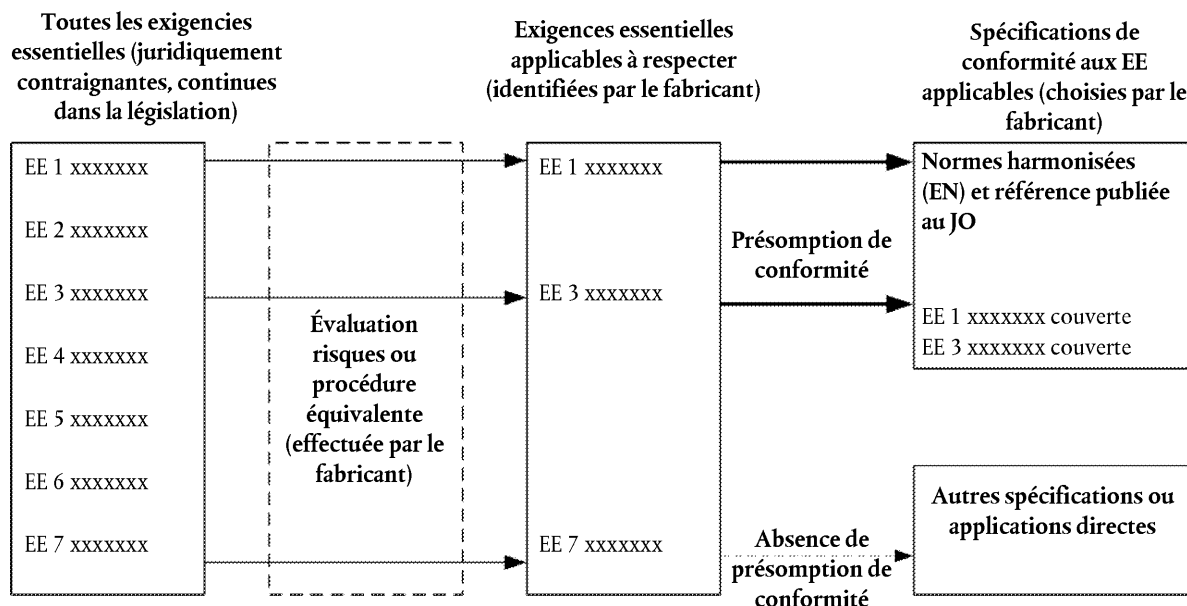 Toutes les exigencies
essentielles (juridiquement
contraignantes, continues
dans la législation)
EE 1 xxxxxxx
EE 2 xxxxxxx
EE 3 xxxxxxx
EE 4 xxxxxxx
EE 5 xxxxxxx
EE 6 xxxxxxx
EE 7 xxxxxxx
Évaluation
risques ou
procédure
équivalente
(effectuée par le
fabricant)
Exigences essentielles
applicables à respecter
(identifiées par le fabricant)
EE 1 xxxxxxx
EE 3 xxxxxxx
EE 7 xxxxxxx
Présomption de
conformité
Absence de
présomption de
conformité
Spécifications de
conformité aux EE
applicables (choisies par le
fabricant)
Normes harmonisées
(EN) et référence publiée
au JO
EE 1 xxxxxxx couverte
EE 3 xxxxxxx couverte
Autres spécifications ou
applications directes